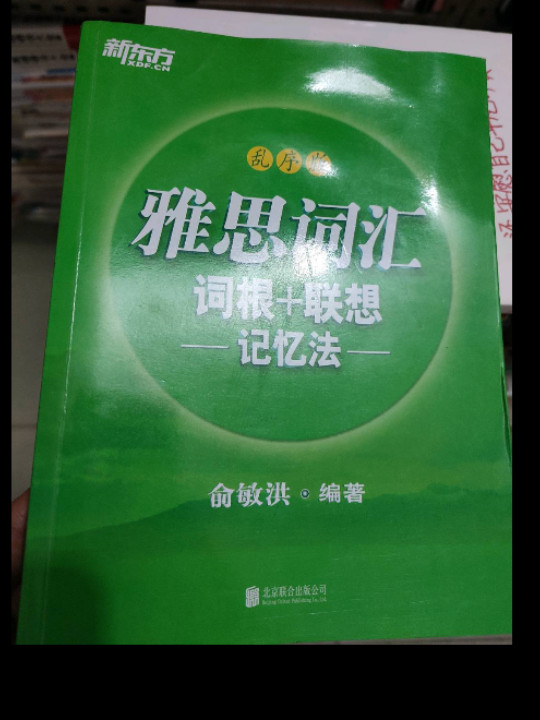 新东方
XDF.CN
乱序版
雅思词汇
词根+联想
记忆法
俞敏洪 编著
北京联合出版公司